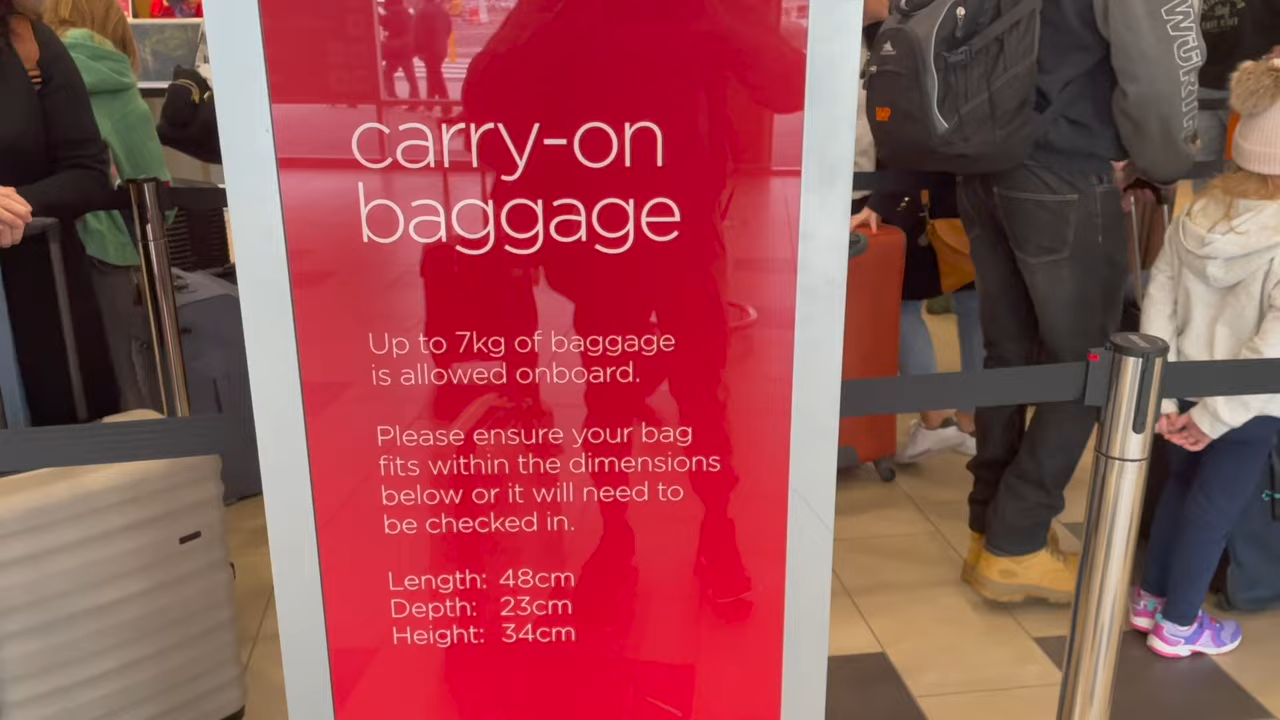 carry-on
baggage
Up to 7kg of baggage
is allowed onboard.
Please ensure your bag
fits within the dimensions
below or it will need to
be checked in.
Length: 48cm
Depth: 23cm
Height: 34cm